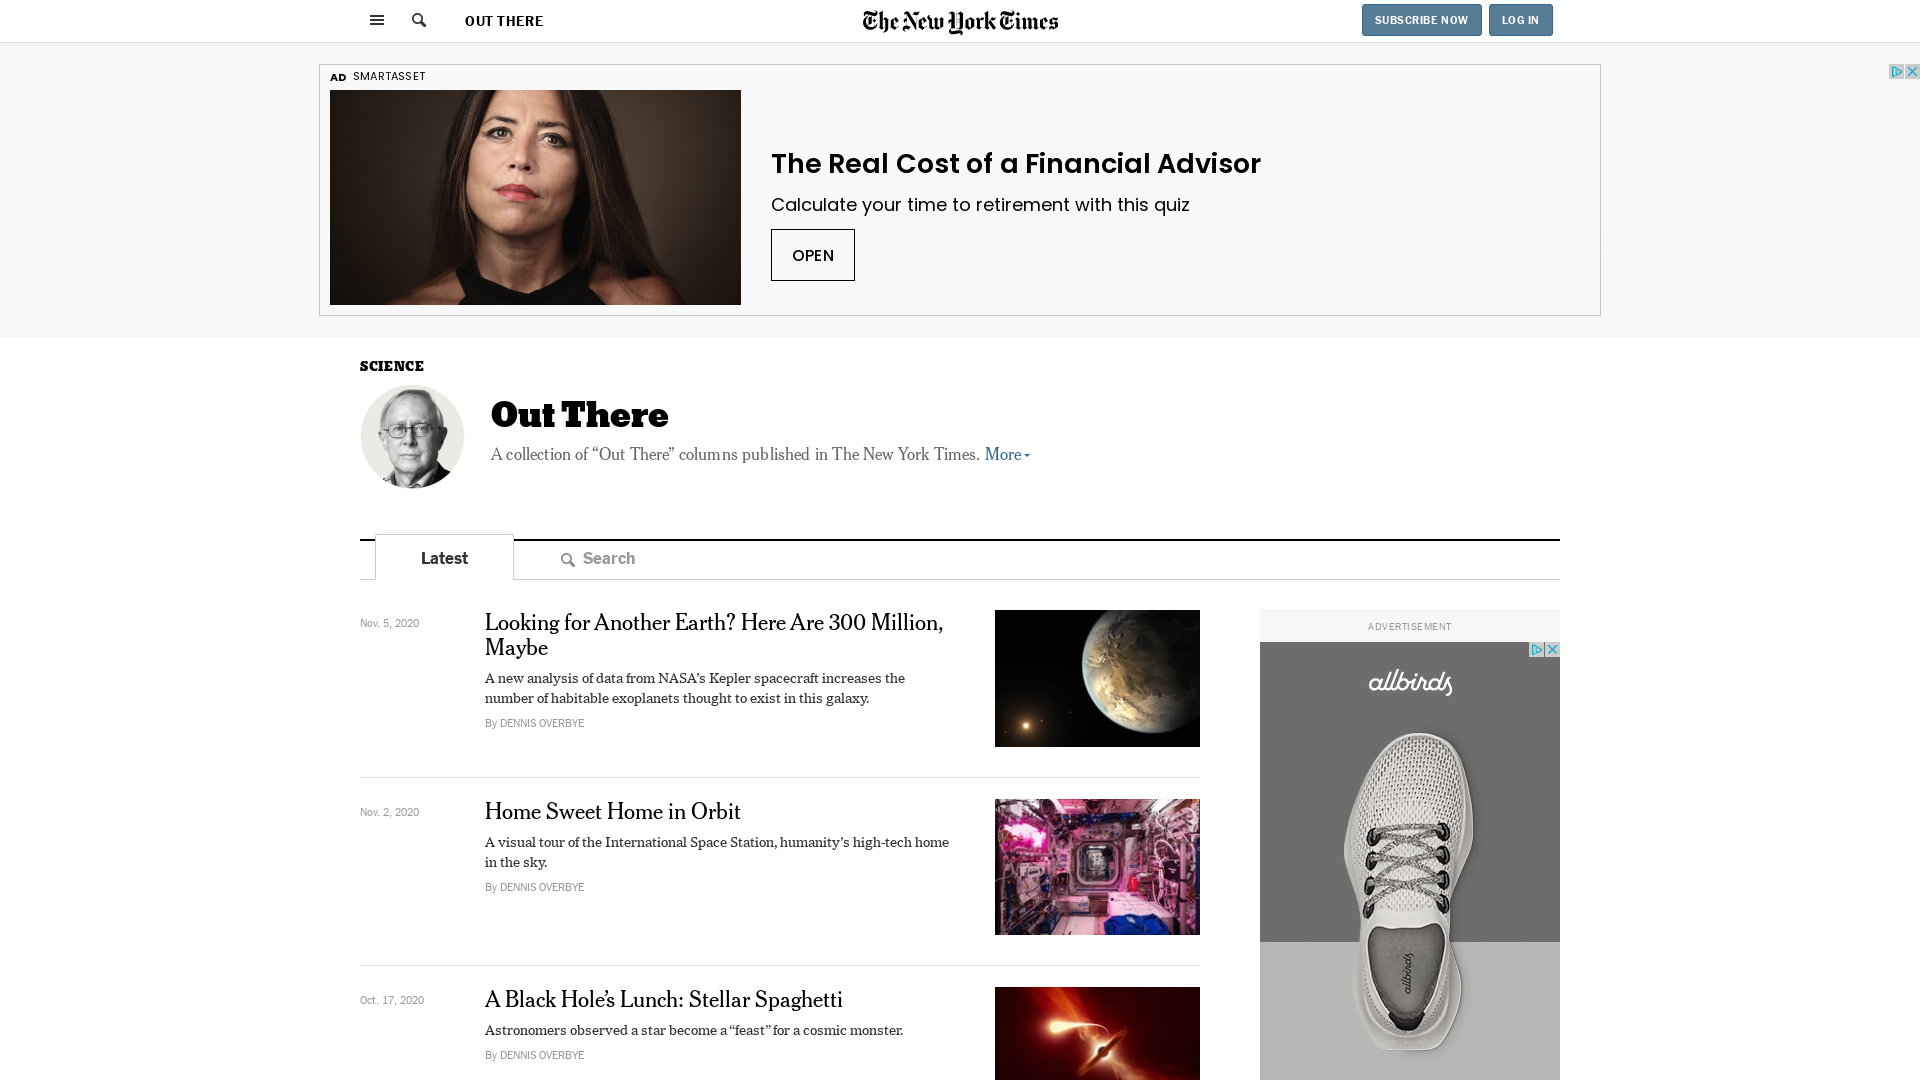 OUT THERE
The New York Times
SUBSCRIBE NOW
LOG IN
AD SMARTASSET
The Real Cost of a Financial Advisor
Calculate your time to retirement with this quiz
OPEN
SCIENCE
Out There
A collection of “Out There” columns published in The New York Times. More
Latest
Search
Nov. 5, 2020
Looking for Another Earth? Here Are 300 Million,
Maybe
A new analysis of data from NASA’s Kepler spacecraft increases the
number of habitable exoplanets thought to exist in this galaxy.
By DENNIS OVERBYE
Nov. 2, 2020
Home Sweet Home in Orbit
A visual tour of the International Space Station, humanity’s high-tech home
in the sky.
By DENNIS OVERBYE
Oct. 17, 2020
A Black Hole’s Lunch: Stellar Spaghetti
Astronomers observed a star become a “feast” for a cosmic monster.
By DENNIS OVERBYE
ADVERTISEMENT
allbirds
allbirds